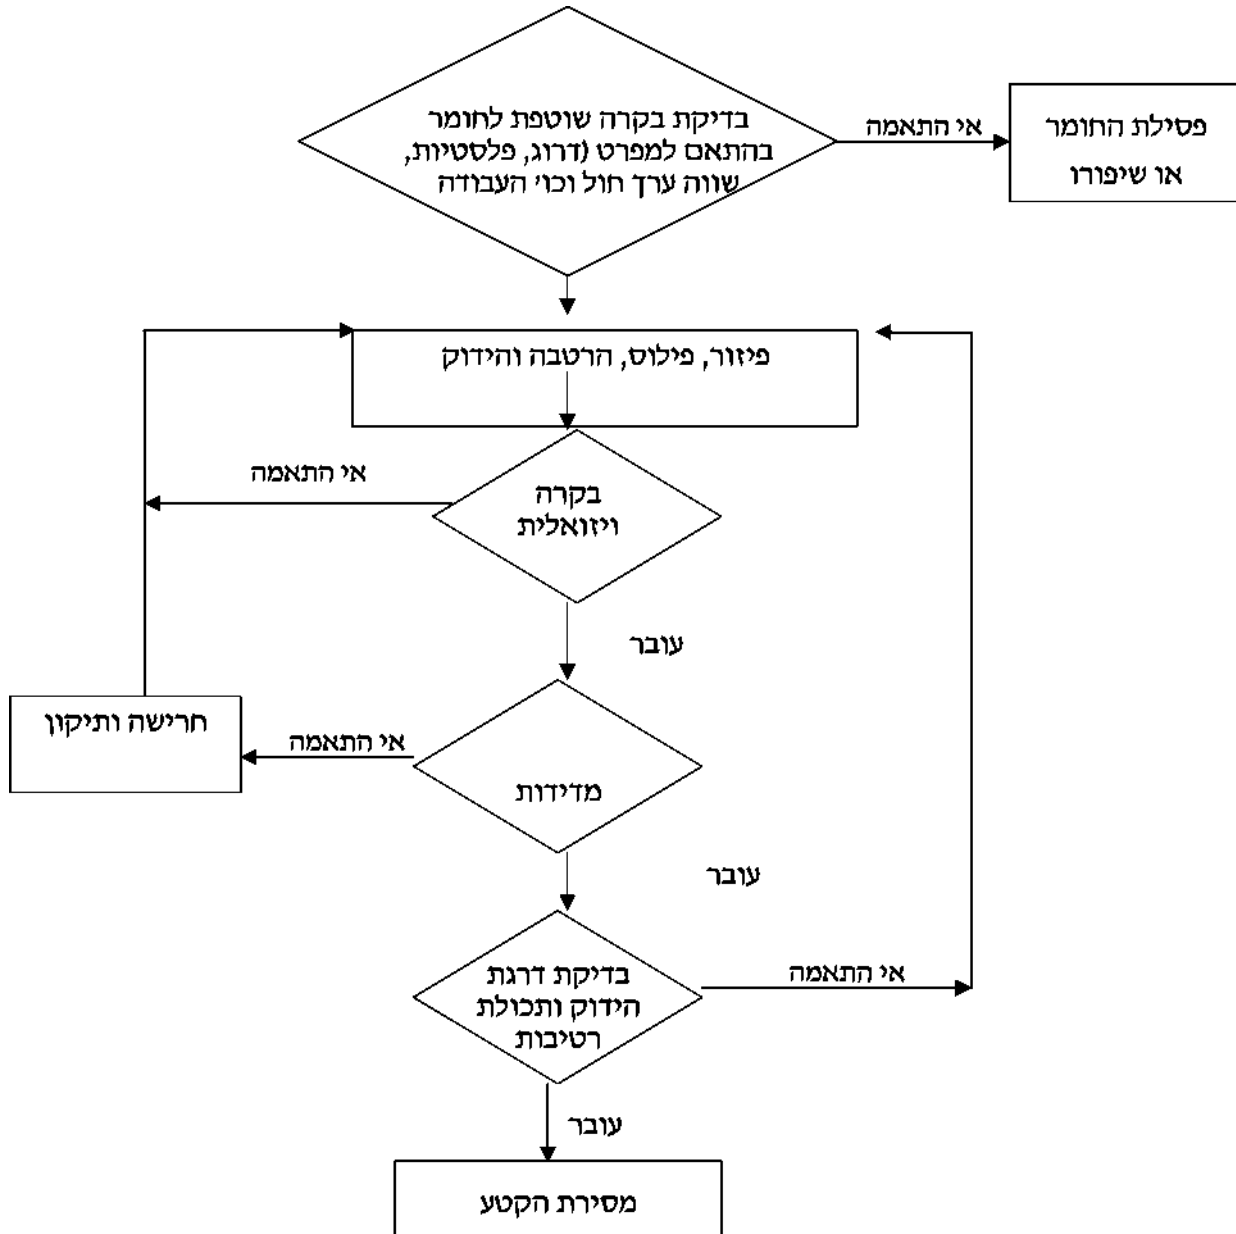 בדיקת בקרה שוטפת לחומר
בהתאם למפרט (דרוג, פלסטיות,
שווה ערך חול וכו' העבודה
אי התאמה
פסילת החומר
או שיפורו
פיזור, פילוס, הרטבה והידוק
אי התאמה
בקרה
ויזואלית
עובר
חרישה ותיקון
אי התאמה
מדידות
עובר
בדיקת דרגת
הידוק ותכולת
רטיבות
אי התאמה
עובר
מסירת הקטע